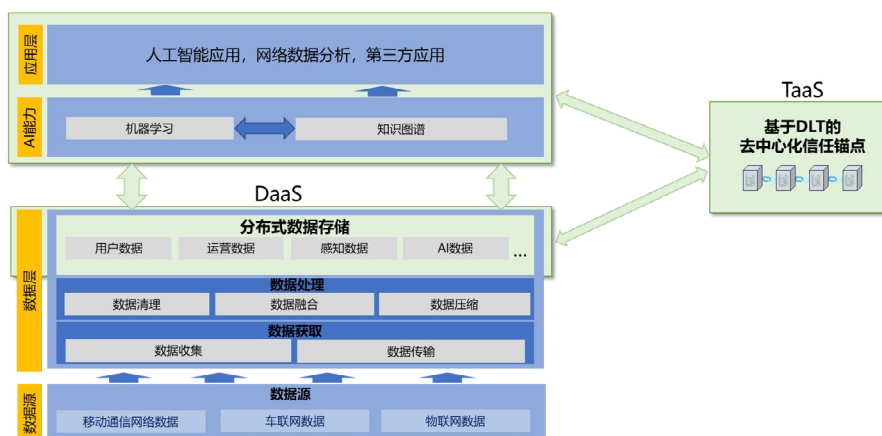 应用层
人工智能应用，网络数据分析，第三方应用
AI能力
机器学习
知识图谱
TaaS
基于DLT的
去中心化信任锚点
DaaS
数据层
分布式数据存储
用户数据
运营数据
感知数据
AI数据
...
数据处理
数据清理
数据融合
数据压缩
数据获取
数据收集
数据传输
数据源
数据源
移动通信网络数据
车联网数据
物联网数据